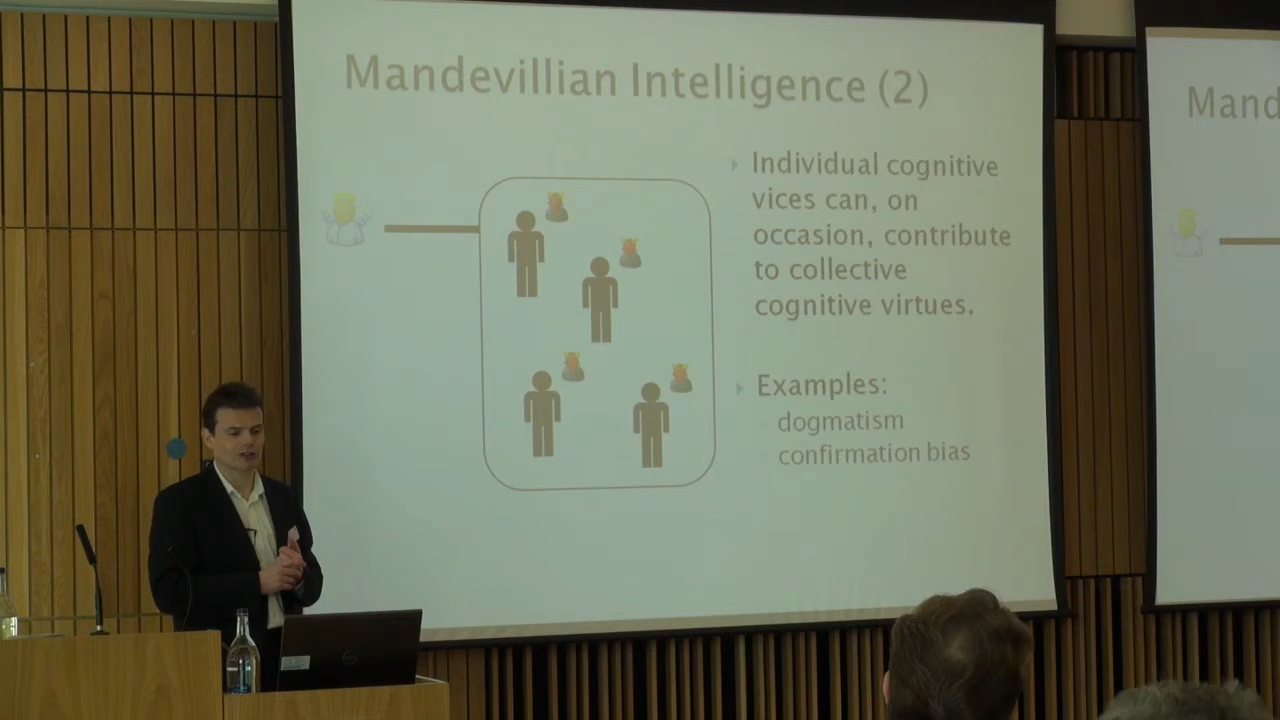 Mandevillian Intelligence (2)
Individual cognitive
vices can, on
occasion, contribute
to collective
cognitive virtues.
Examples:
dogmatism
confirmation bias
Mand